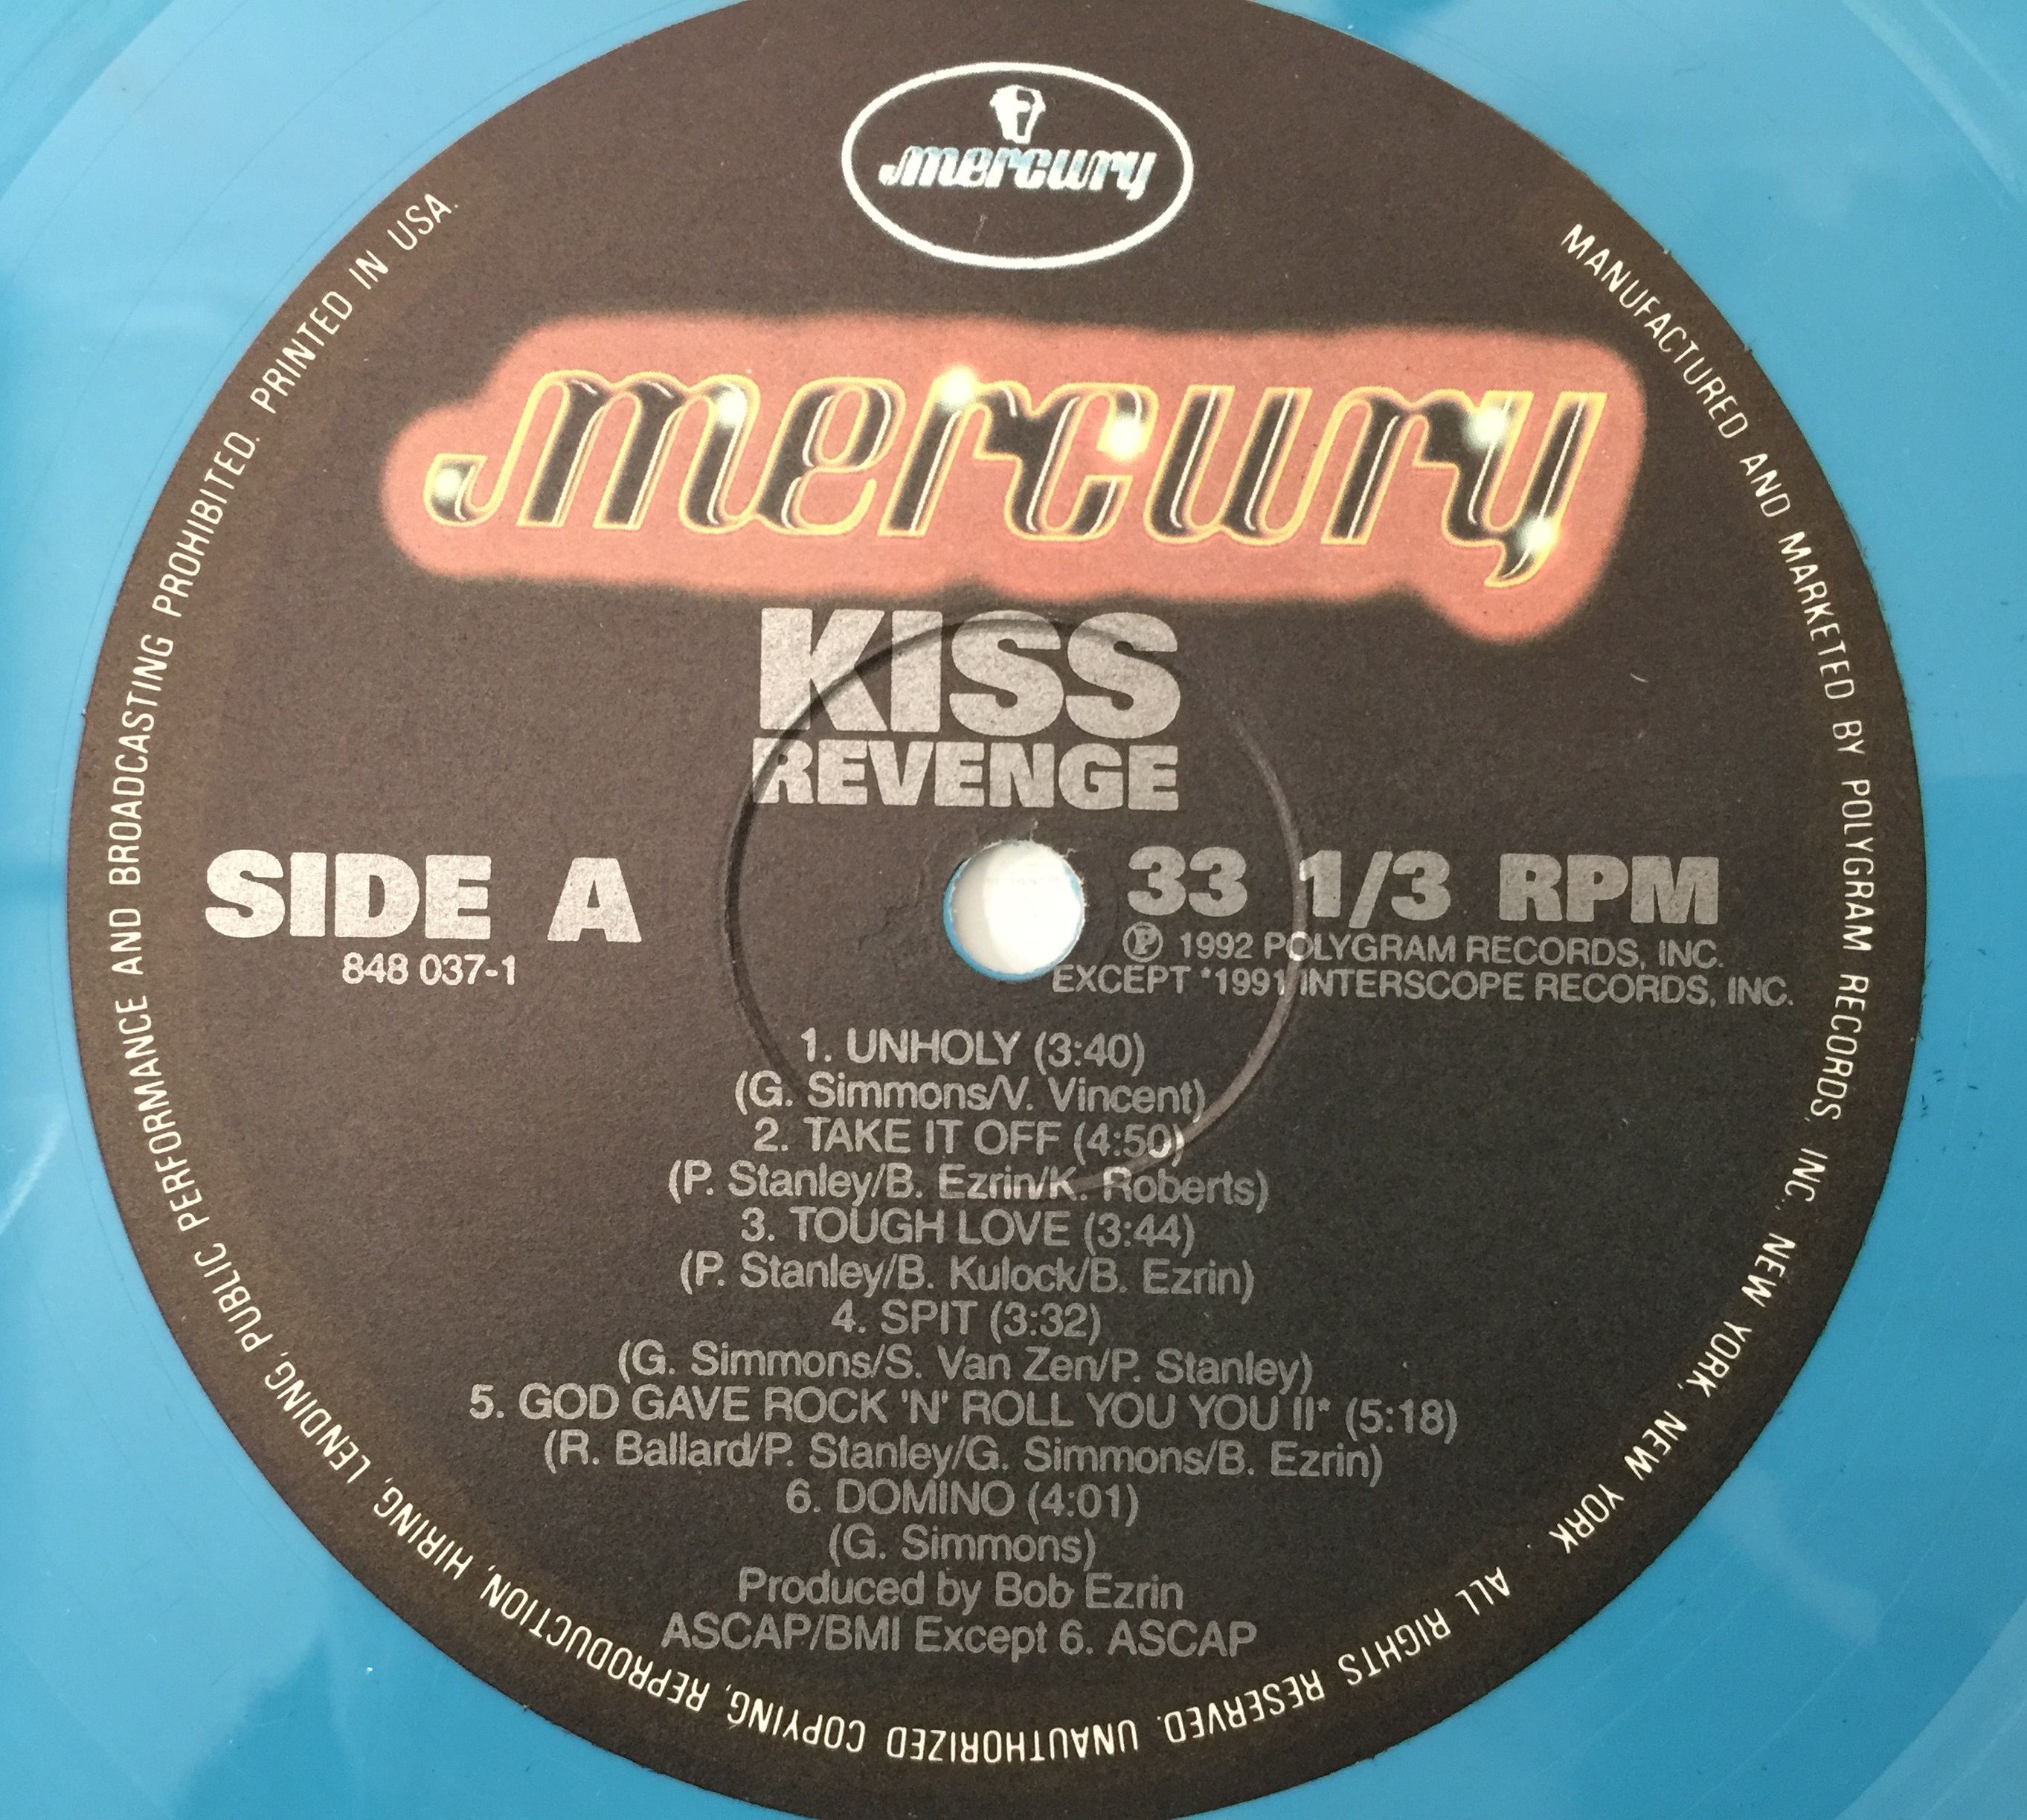 mercury
mercury
KISS
REVENGE
SIDE A
848 037-1
33 1/3 RPM
Ⓟ 1992 POLYGRAM RECORDS, INC.
EXCEPT *1991 INTERSCOPE RECORDS, INC.
1. UNHOLY (3:40)
(G. Simmons/V. Vincent)
2. TAKE IT OFF (4:50)
(P. Stanley/B. Ezrin/K. Roberts)
3. TOUGH LOVE (3:44)
(P. Stanley/B. Kulock/B. Ezrin)
4. SPIT (3:32)
(G. Simmons/S. Van Zen/P. Stanley)
5. GOD GAVE ROCK 'N' ROLL YOU YOU II* (5:18)
(R. Ballard/P. Stanley/G. Simmons/B. Ezrin)
6. DOMINO (4:01)
(G. Simmons)
Produced by Bob Ezrin
ASCAP/BMI Except 6. ASCAP
MANUFACTURED AND MARKETED BY POLYGRAM RECORDS, INC., NEW YORK, NEW YORK . ALL RIGHTS RESERVED. UNAUTHORIZED COPYING, REPRODUCTION, HIRING, LENDING, PUBLIC PERFORMANCE AND BROADCASTING PROHIBITED. PRINTED IN USA.